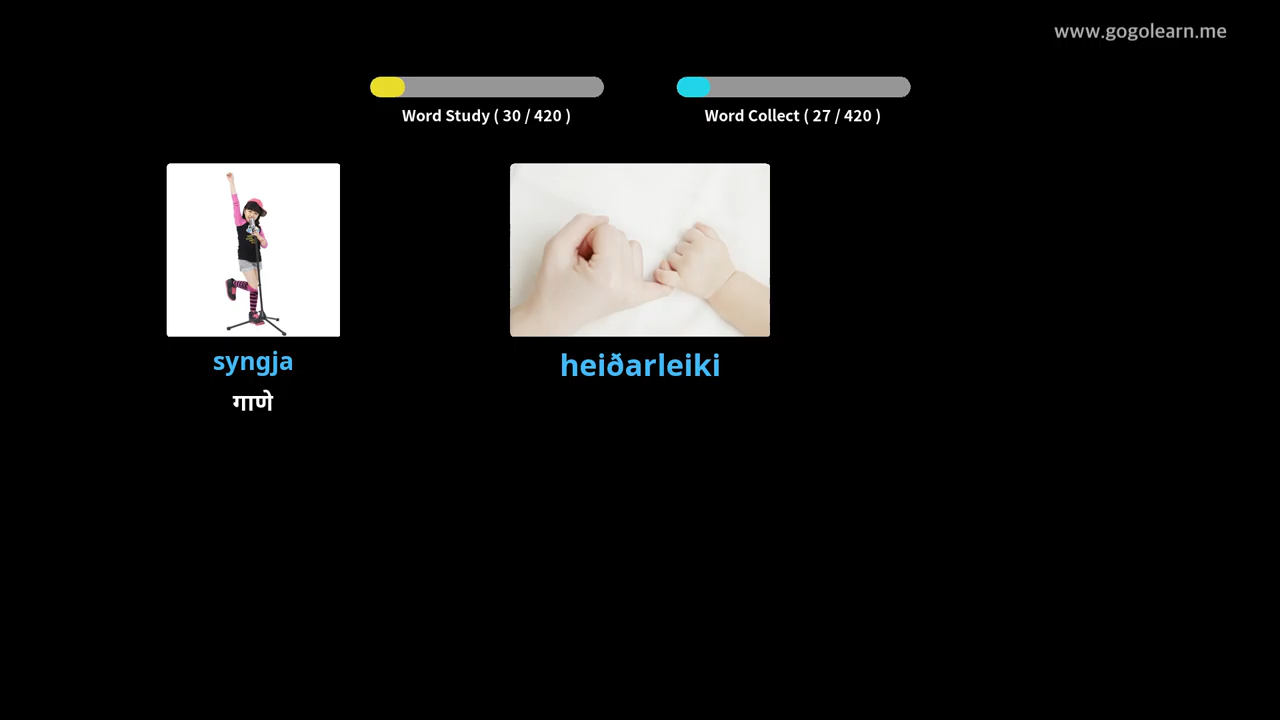 www.gogolearn.me
Word Study ( 30 / 420 )
Word Collect ( 27 / 420 )
syngja
गाणे
heiðarleiki